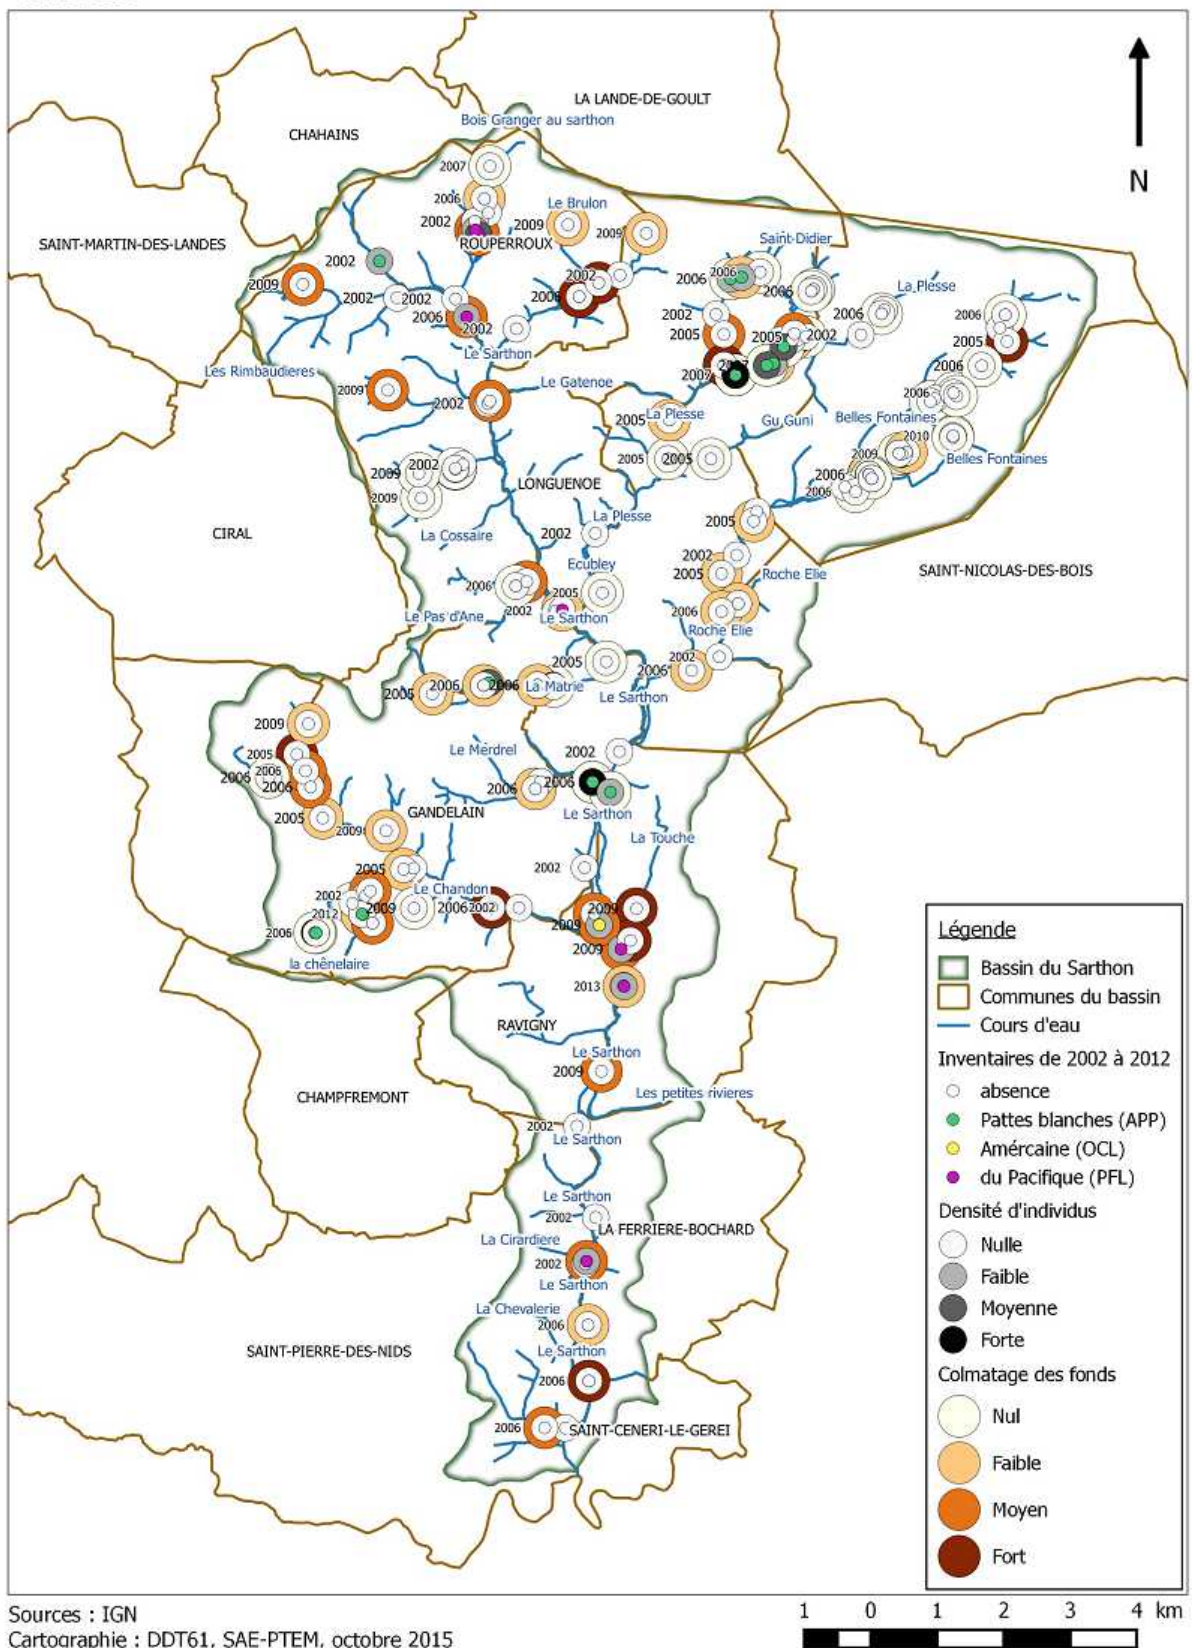 LA LANDE-DE-GOULT
Bois Granger au sarthon
CHAHAINS
N
2007
2006
Le Brulon
2002
2009
2009
ROUPERROUX
SAINT-MARTIN-DES-LANDES
Saint-Didier
2002
2002
2006
2006
2009
2006
La Plesse
2002
2002
2006
2006
2002
2006
2006
2002
2005
2005
2002
2005
Le Sarthon
2006
Les Rimbaudieres
2007
Le Gatenoe
2009
2002
2006
La Plesse
2005
Gu Guni
Belles Fontaines
2010
2009
Belles Fontaines
2002
2009
2005
2005
2006
LONGUENOE
2006
2009
La Plesse
2005
CIRAL
La Cossaire
2002
2002
Ecubley
SAINT-NICOLAS-DES-BOIS
2005
Roche Elie
2006
2005
2002
Le Sarthon
2006
Le Pas d'Ane
Roche Elie
2005
2002
2006
2005
2006
2006
La Matrie
Le Sarthon
2009
Le Merdrel
2002
2005
2006
2006
2006
2006
2006
GANDELAIN
Le Sarthon
2005
2009
La Touche
2005
2002
Le Chandon
2002
2009
2006
2002
2009
2012
2009
2006
2009
la chênelaire
2013
RAVIGNY
Le Sarthon
2009
Les petites rivieres
CHAMPFREMONT
2002
Le Sarthon
Le Sarthon
2002
LA FERRIERE-BOCHARD
La Cirardiere
2002
Le Sarthon
La Chevalerie
2006
Le Sarthon
SAINT-PIERRE-DES-NIDS
2006
2006
SAINT-CENERI-LE-GEREI
Légende
Bassin du Sarthon
Communes du bassin
Cours d'eau
Inventaires de 2002 à 2012
absence
Pattes blanches (APP)
Amércaine (OCL)
du Pacifique (PFL)
Densité d'individus
Nulle
Faible
Moyenne
Forte
Colmatage des fonds
Nul
Faible
Moyen
Fort
Sources : IGN
Cartographie : DDT61, SAE-PTEM, octobre 2015
1 0 1 2 3 4 km